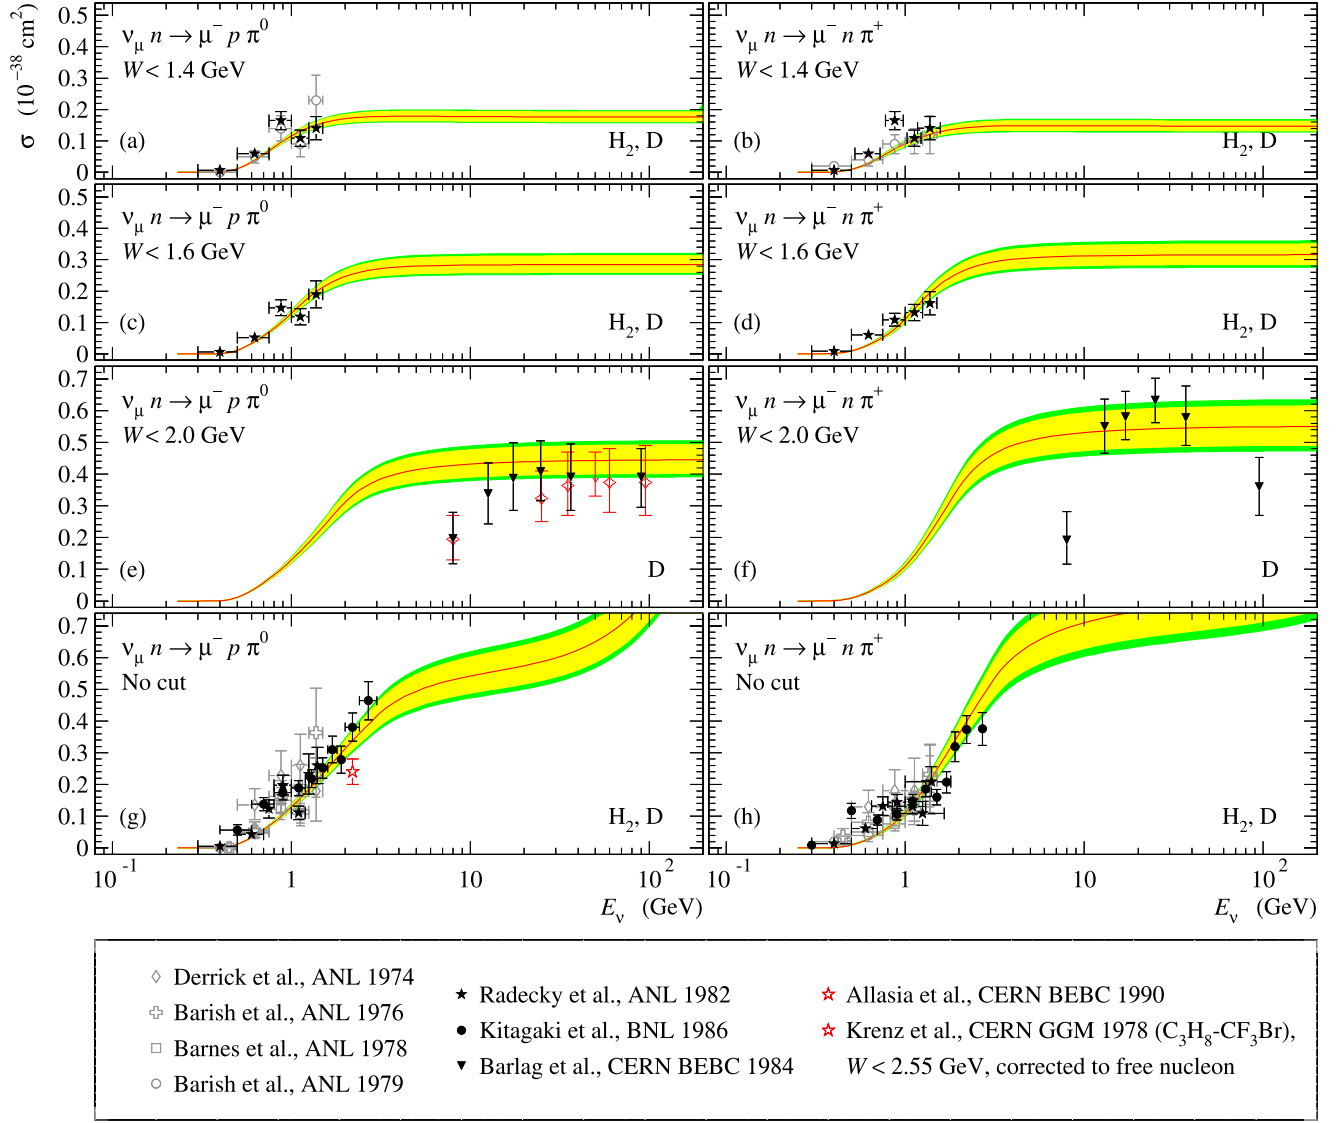 σ (10⁻³⁸ cm²)
ν_μ n → μ⁻ p π⁰
W < 1.4 GeV
(a)
H₂, D
0.5
0.4
0.3
0.2
0.1
0
ν_μ n → μ⁻ n π⁺
W < 1.4 GeV
(b)
H₂, D
ν_μ n → μ⁻ p π⁰
W < 1.6 GeV
(c)
H₂, D
0.5
0.4
0.3
0.2
0.1
0
ν_μ n → μ⁻ n π⁺
W < 1.6 GeV
(d)
H₂, D
ν_μ n → μ⁻ p π⁰
W < 2.0 GeV
(e)
D
0.7
0.6
0.5
0.4
0.3
0.2
0.1
0
ν_μ n → μ⁻ n π⁺
W < 2.0 GeV
(f)
D
ν_μ n → μ⁻ p π⁰
No cut
(g)
H₂, D
0.7
0.6
0.5
0.4
0.3
0.2
0.1
0
ν_μ n → μ⁻ n π⁺
No cut
(h)
H₂, D
10⁻¹ 1 10 10²
E_ν (GeV)
10⁻¹ 1 10 10²
E_ν (GeV)
Derrick et al., ANL 1974
Barish et al., ANL 1976
Barnes et al., ANL 1978
Barish et al., ANL 1979
Radecky et al., ANL 1982
Kitagaki et al., BNL 1986
Barlag et al., CERN BEBC 1984
Allasia et al., CERN BEBC 1990
Krenz et al., CERN GGM 1978 (C₃H₈-CF₃Br),
W < 2.55 GeV, corrected to free nucleon